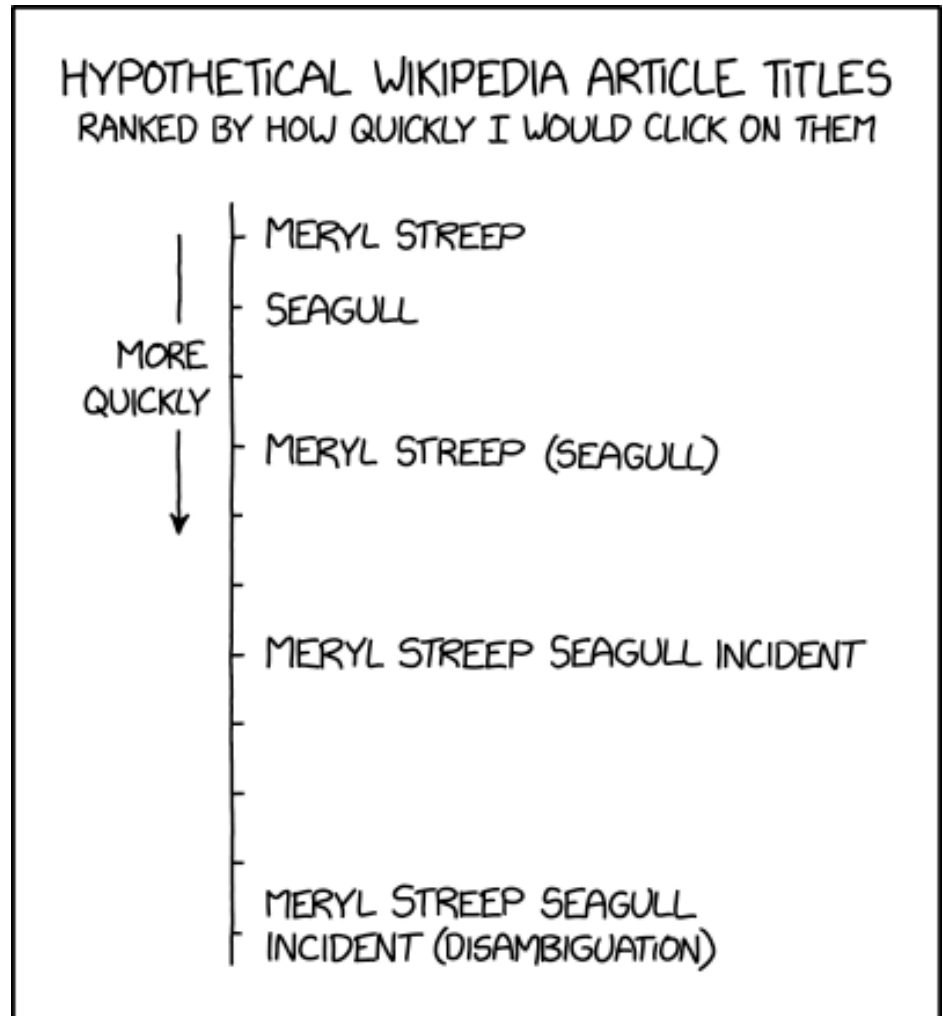 HYPOTHETICAL WIKIPEDIA ARTICLE TITLES
RANKED BY HOW QUICKLY I WOULD CLICK ON THEM
MERYL STREEP
SEAGULL
MORE
QUICKLY
MERYL STREEP (SEAGULL)
MERYL STREEP SEAGULL INCIDENT
MERYL STREEP SEAGULL
INCIDENT (DISAMBIGUATION)